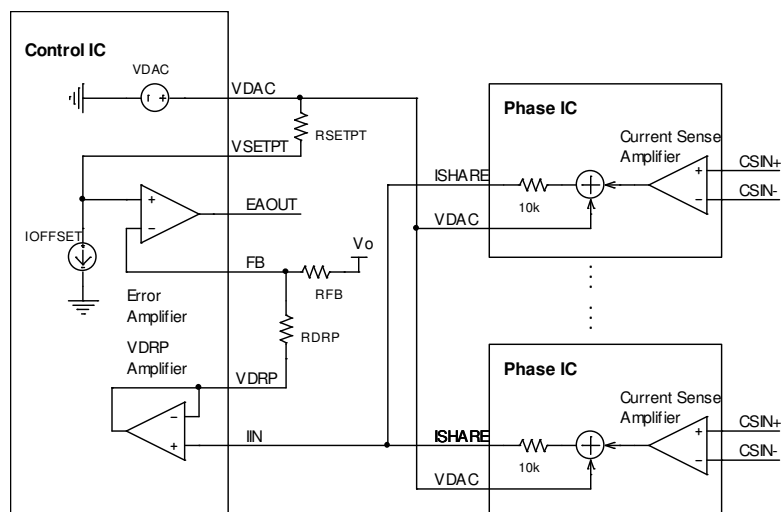 Control IC
VDAC
VDAC
RSETPT
VSETPT
EAOUT
IOFFSET
Vo
FB
RFB
Error
Amplifier
RDRP
VDRP
Amplifier
VDRP
IIN
Phase IC
Current Sense
Amplifier
CSIN+
CSIN-
ISHARE
10k
VDAC
Phase IC
Current Sense
Amplifier
CSIN+
CSIN-
ISHARE
10k
VDAC